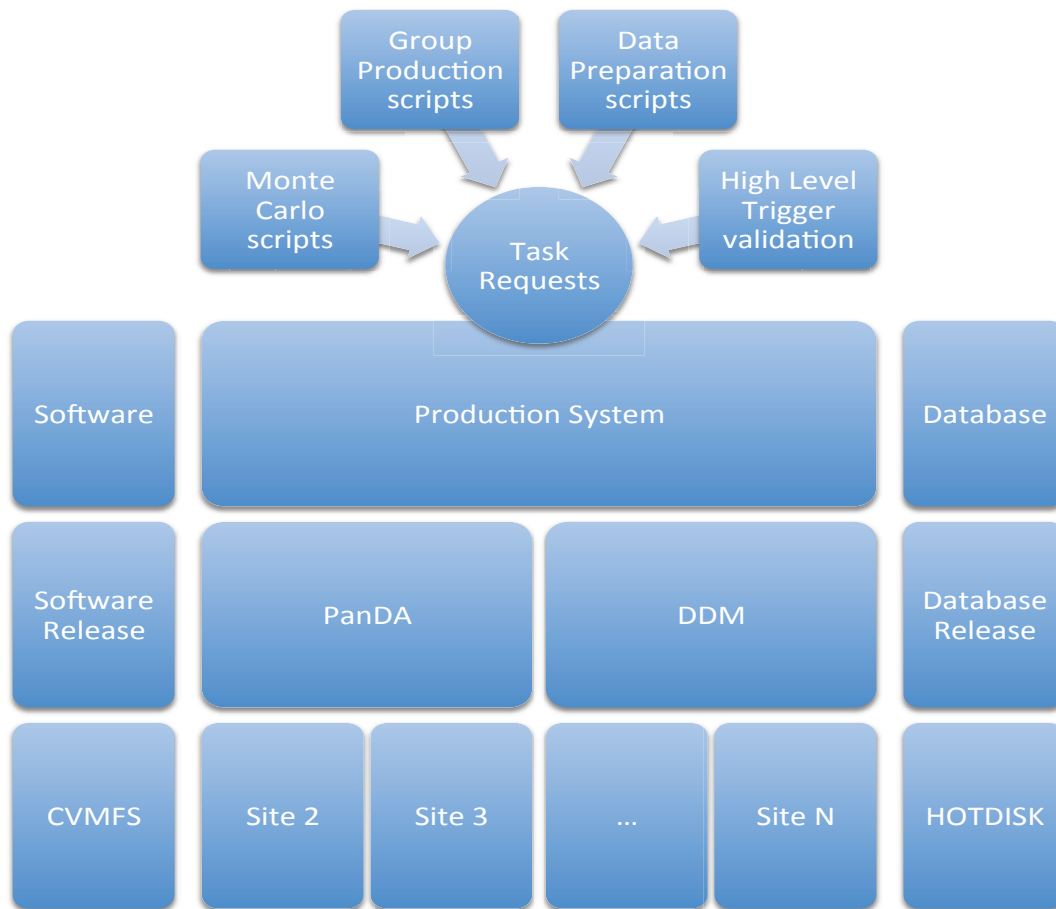 Group
Production
scripts
Data
Preparation
scripts
Monte
Carlo
scripts
High Level
Trigger
validation
Task
Requests
Software
Production System
Database
Software
Release
PanDA
DDM
Database
Release
CVMFS
Site 2
Site 3
...
Site N
HOTDISK